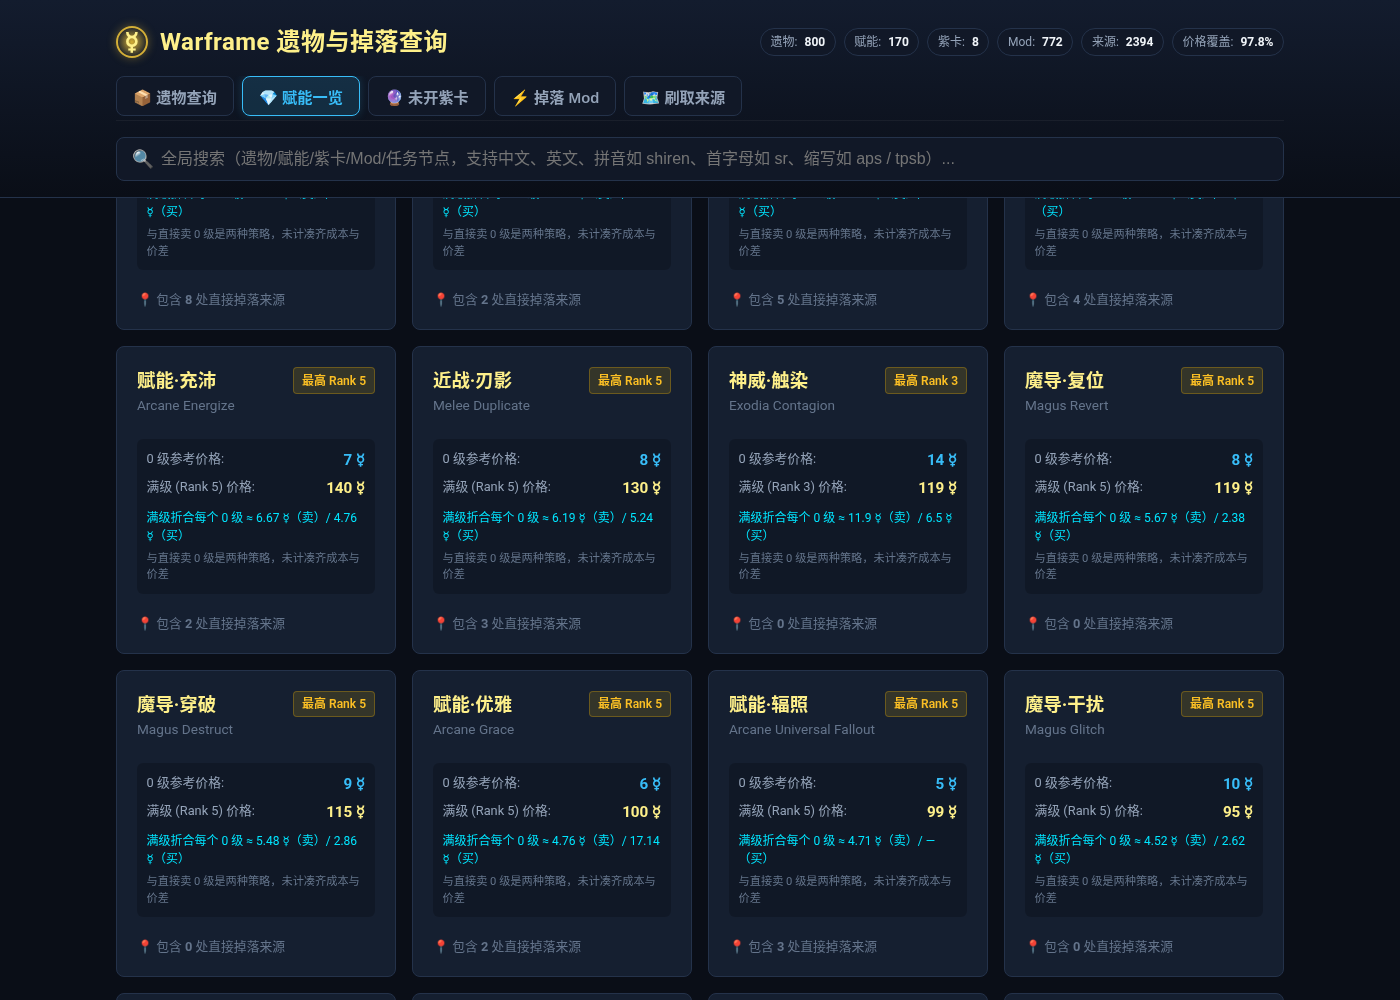 Warframe 遗物与掉落查询
遗物: 800
赋能: 170
紫卡: 8
Mod: 772
来源: 2394
价格覆盖: 97.8%
📦 遗物查询
💎 赋能一览
🔮 未开紫卡
⚡ 掉落 Mod
🗺️ 刷取来源
🔍 全局搜索（遗物/赋能/紫卡/Mod/任务节点，支持中文、英文、拼音如 shiren、首字母如 sr、缩写如 aps / tpsb）...
☿（买）
与直接卖 0 级是两种策略，未计凑齐成本与
价差
📍 包含 8 处直接掉落来源
☿（买）
与直接卖 0 级是两种策略，未计凑齐成本与
价差
📍 包含 2 处直接掉落来源
☿（买）
与直接卖 0 级是两种策略，未计凑齐成本与
价差
📍 包含 5 处直接掉落来源
（买）
与直接卖 0 级是两种策略，未计凑齐成本与
价差
📍 包含 4 处直接掉落来源
赋能·充沛
最高 Rank 5
Arcane Energize
0 级参考价格: 7 ☿
满级 (Rank 5) 价格: 140 ☿
满级折合每个 0 级 ≈ 6.67 ☿（卖）/ 4.76
☿（买）
与直接卖 0 级是两种策略，未计凑齐成本与
价差
📍 包含 2 处直接掉落来源
近战·刃影
最高 Rank 5
Melee Duplicate
0 级参考价格: 8 ☿
满级 (Rank 5) 价格: 130 ☿
满级折合每个 0 级 ≈ 6.19 ☿（卖）/ 5.24
☿（买）
与直接卖 0 级是两种策略，未计凑齐成本与
价差
📍 包含 3 处直接掉落来源
神威·触染
最高 Rank 3
Exodia Contagion
0 级参考价格: 14 ☿
满级 (Rank 3) 价格: 119 ☿
满级折合每个 0 级 ≈ 11.9 ☿（卖）/ 6.5 ☿
（买）
与直接卖 0 级是两种策略，未计凑齐成本与
价差
📍 包含 0 处直接掉落来源
魔导·复位
最高 Rank 5
Magus Revert
0 级参考价格: 8 ☿
满级 (Rank 5) 价格: 119 ☿
满级折合每个 0 级 ≈ 5.67 ☿（卖）/ 2.38
☿（买）
与直接卖 0 级是两种策略，未计凑齐成本与
价差
📍 包含 0 处直接掉落来源
魔导·穿破
最高 Rank 5
Magus Destruct
0 级参考价格: 9 ☿
满级 (Rank 5) 价格: 115 ☿
满级折合每个 0 级 ≈ 5.48 ☿（卖）/ 2.86
☿（买）
与直接卖 0 级是两种策略，未计凑齐成本与
价差
📍 包含 0 处直接掉落来源
赋能·优雅
最高 Rank 5
Arcane Grace
0 级参考价格: 6 ☿
满级 (Rank 5) 价格: 100 ☿
满级折合每个 0 级 ≈ 4.76 ☿（卖）/ 17.14
☿（买）
与直接卖 0 级是两种策略，未计凑齐成本与
价差
📍 包含 2 处直接掉落来源
赋能·辐照
最高 Rank 5
Arcane Universal Fallout
0 级参考价格: 5 ☿
满级 (Rank 5) 价格: 99 ☿
满级折合每个 0 级 ≈ 4.71 ☿（卖）/ —
（买）
与直接卖 0 级是两种策略，未计凑齐成本与
价差
📍 包含 3 处直接掉落来源
魔导·干扰
最高 Rank 5
Magus Glitch
0 级参考价格: 10 ☿
满级 (Rank 5) 价格: 95 ☿
满级折合每个 0 级 ≈ 4.52 ☿（卖）/ 2.62
☿（买）
与直接卖 0 级是两种策略，未计凑齐成本与
价差
📍 包含 0 处直接掉落来源